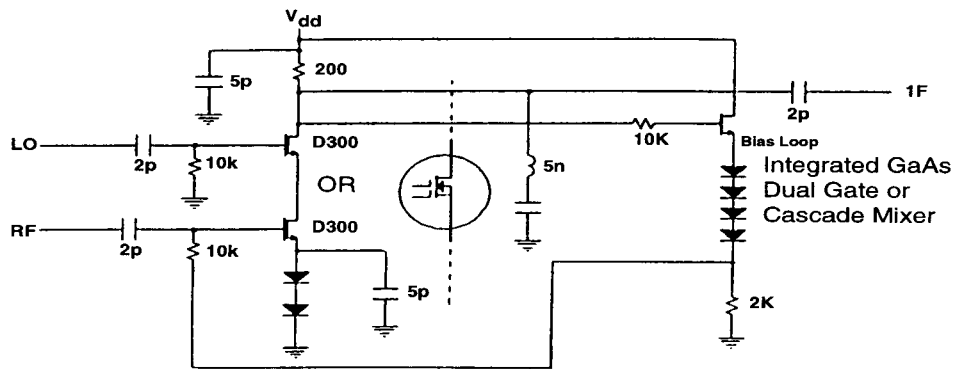 Vdd
200
5p
1F
2p
LO
2p
10k
D300
10K
Bias Loop
5n
OR
Integrated GaAs
Dual Gate or
Cascade Mixer
RF
2p
10k
D300
5p
2K